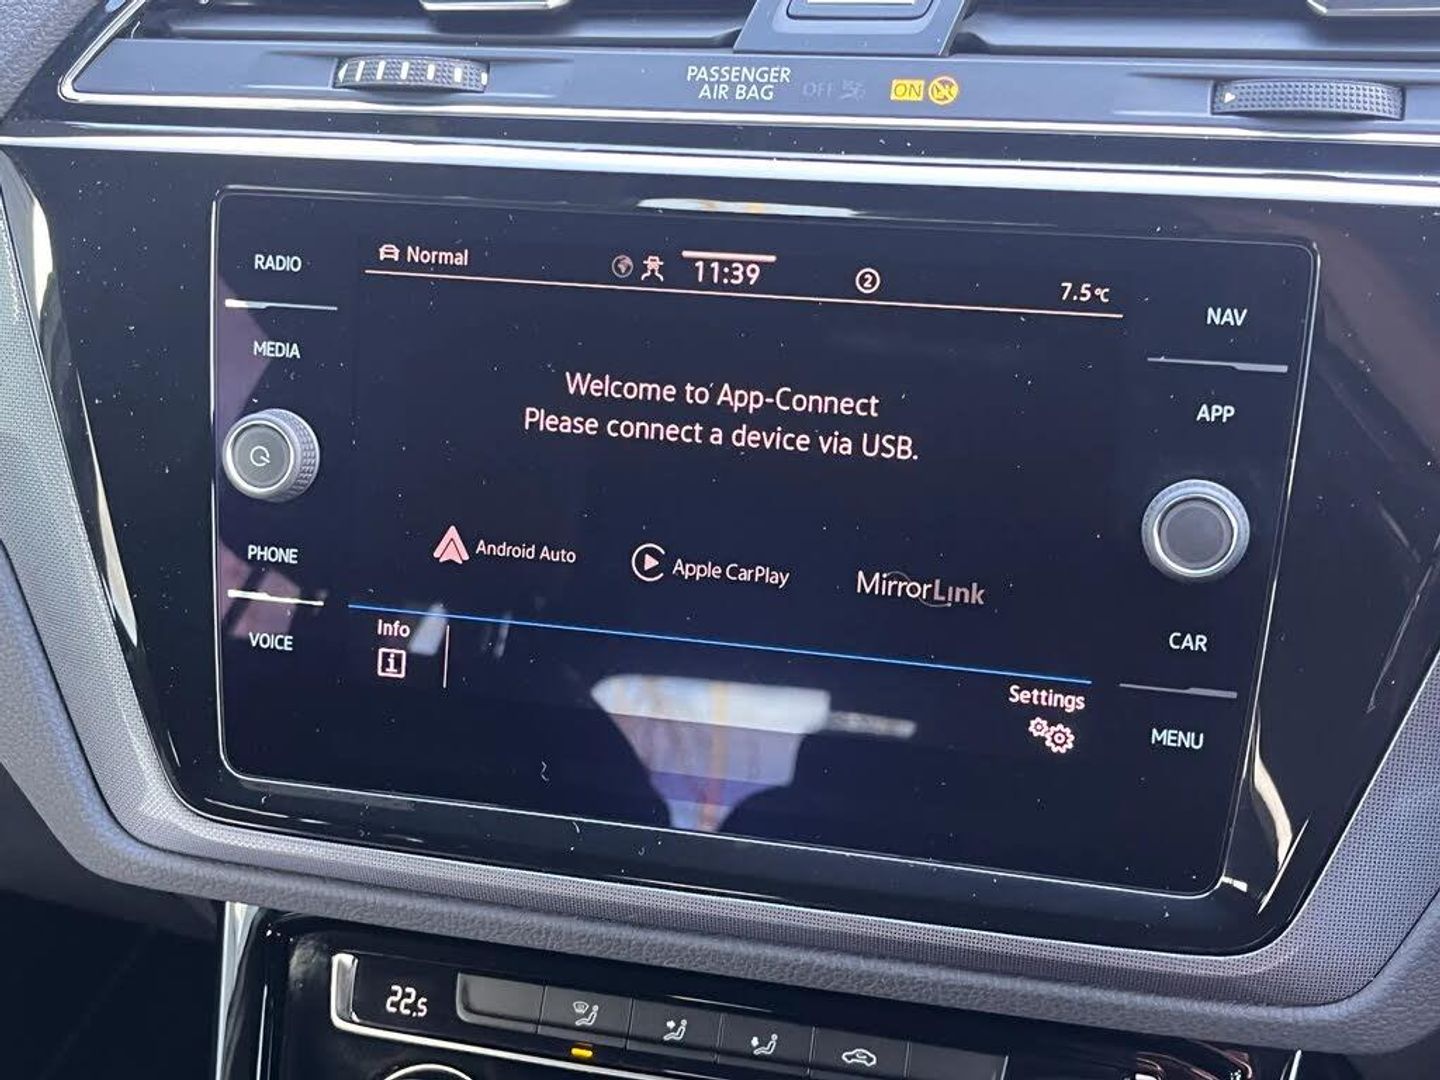 PASSENGER
AIR BAG
OFF
ON
RADIO
MEDIA
PHONE
VOICE
Normal
11:39
2
7.5°C
Welcome to App-Connect
Please connect a device via USB.
Android Auto
Apple CarPlay
MirrorLink
Info
i
Settings
NAV
APP
CAR
MENU
22.5